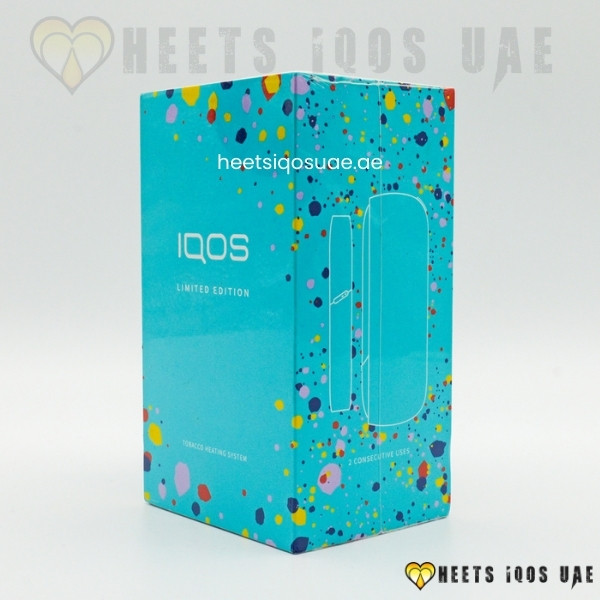 HEETS iQOS UAE
heetsiqosuae.ae
IQOS
LIMITED EDITION
TOBACCO HEATING SYSTEM
2 CONSECUTIVE USES
HEETS iQOS UAE